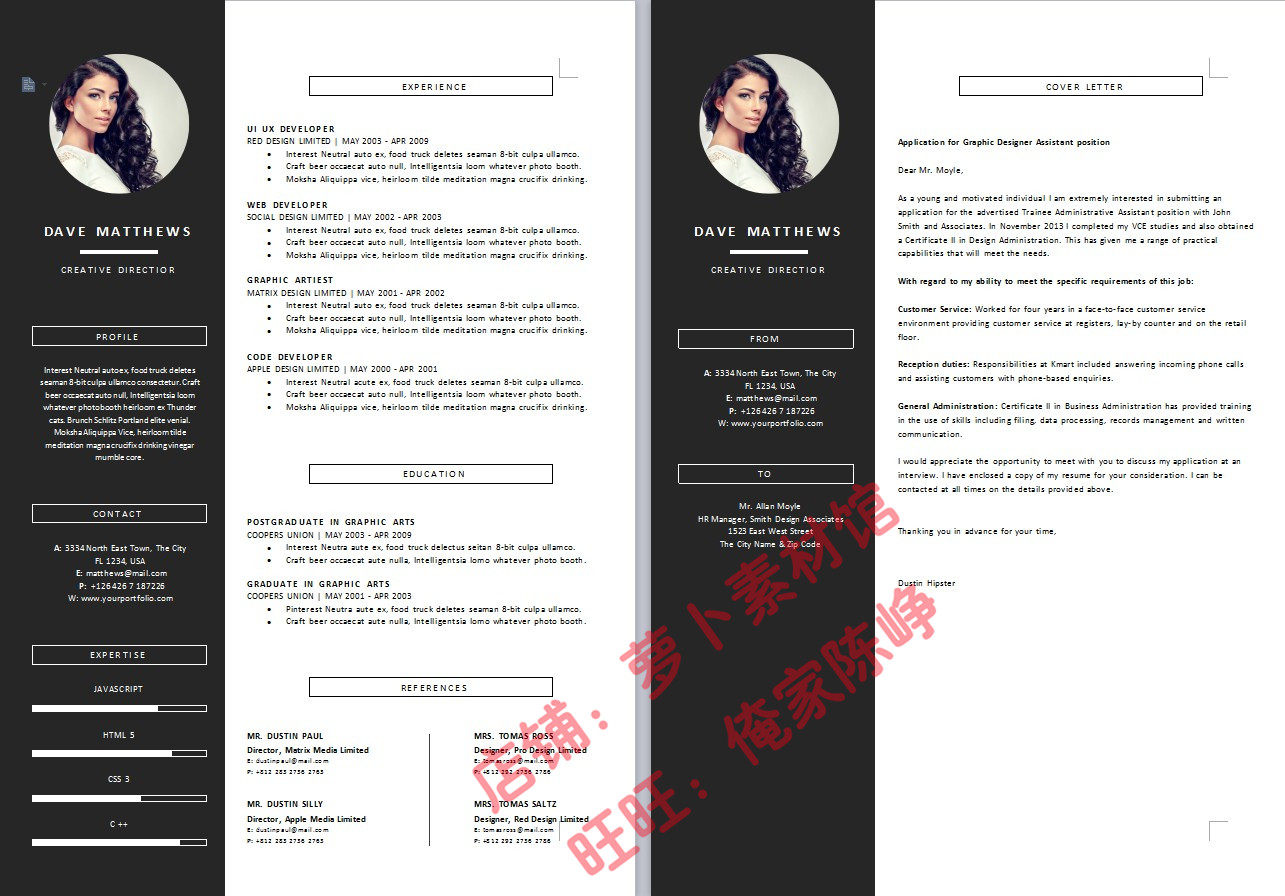 DAVE MATTHEWS
CREATIVE DIRECTIOR
PROFILE
Interest Neutral autoex, food truck deletes
seaman 8-bit culpa ullamco consectetur. Craft
beer occaecat auto null, Intelligentsia loom
whatever photobooth heirloom ex Thunder
cats. Brunch Schlitz Portland elite venial.
Moksha Aliquippa Vice, heirloom tilde
meditation magna crucifix drinking vinegar
mumble core.
CONTACT
A: 3334 North East Town, The City
FL 1234, USA
E: matthews@mail.com
P: +126 426 7 187226
W: www.yourportfolio.com
EXPERTISE
JAVASCRIPT
HTML 5
CSS 3
C ++
EXPERIENCE
UI UX DEVELOPER
RED DESIGN LIMITED | MAY 2003 - APR 2009
• Interest Neutral auto ex, food truck deletes seaman 8-bit culpa ullamco.
• Craft beer occaecat auto null, Intelligentsia loom whatever photo booth.
• Moksha Aliquippa vice, heirloom tilde meditation magna crucifix drinking.
WEB DEVELOPER
SOCIAL DESIGN LIMITED | MAY 2002 - APR 2003
• Interest Neutral auto ex, food truck deletes seaman 8-bit culpa ullamco.
• Craft beer occaecat auto null, Intelligentsia loom whatever photo booth.
• Moksha Aliquippa vice, heirloom tilde meditation magna crucifix drinking.
GRAPHIC ARTIEST
MATRIX DESIGN LIMITED | MAY 2001 - APR 2002
• Interest Neutral auto ex, food truck deletes seaman 8-bit culpa ullamco.
• Craft beer occaecat auto null, Intelligentsia loom whatever photo booth.
• Moksha Aliquippa vice, heirloom tilde meditation magna crucifix drinking.
CODE DEVELOPER
APPLE DESIGN LIMITED | MAY 2000 - APR 2001
• Interest Neutral acute ex, food truck deletes seaman 8-bit culpa ullamco.
• Craft beer occaecat auto null, Intelligentsia loom whatever photo booth.
• Moksha Aliquippa vice, heirloom tilde meditation magna crucifix drinking.
EDUCATION
POSTGRADUATE IN GRAPHIC ARTS
COOPERS UNION | MAY 2003 - APR 2009
• Interest Neutra aute ex, food truck delectus seitan 8-bit culpa ullamco.
• Craft beer occaecat aute nulla, Intelligentsia lomo whatever photo booth.
GRADUATE IN GRAPHIC ARTS
COOPERS UNION | MAY 2001 - APR 2003
• Pinterest Neutra aute ex, food truck deletes seaman 8-bit culpa ullamco.
• Craft beer occaecat aute nulla, Intelligentsia lomo whatever photo booth.
REFERENCES
MR. DUSTIN PAUL
Director, Matrix Media Limited
E: dustinpaul@mail.com
P: +812 283 2736 2763
MRS. TOMAS ROSS
Designer, Pro Design Limited
E: tomasross@mail.com
P: +812 292 2736 2786
MR. DUSTIN SILLY
Director, Apple Media Limited
E: dustinpaul@mail.com
P: +812 283 2736 2763
MRS. TOMAS SALTZ
Designer, Red Design Limited
E: tomasross@mail.com
P: +812 292 2736 2786
DAVE MATTHEWS
CREATIVE DIRECTIOR
FROM
A: 3334 North East Town, The City
FL 1234, USA
E: matthews@mail.com
P: +126 426 7 187226
W: www.yourportfolio.com
TO
Mr. Allan Moyle
HR Manager, Smith Design Associates
1523 East West Street
The City Name & Zip Code
COVER LETTER
Application for Graphic Designer Assistant position
Dear Mr. Moyle,
As a young and motivated individual I am extremely interested in submitting an
application for the advertised Trainee Administrative Assistant position with John
Smith and Associates. In November 2013 I completed my VCE studies and also obtained
a Certificate II in Design Administration. This has given me a range of practical
capabilities that will meet the needs.
With regard to my ability to meet the specific requirements of this job:
Customer Service: Worked for four years in a face-to-face customer service
environment providing customer service at registers, lay-by counter and on the retail
floor.
Reception duties: Responsibilities at Kmart included answering incoming phone calls
and assisting customers with phone-based enquiries.
General Administration: Certificate II in Business Administration has provided training
in the use of skills including filing, data processing, records management and written
communication.
I would appreciate the opportunity to meet with you to discuss my application at an
interview. I have enclosed a copy of my resume for your consideration. I can be
contacted at all times on the details provided above.
Thanking you in advance for your time,
Dustin Hipster
店铺：萝卜素材馆
旺旺：俺家陈峥